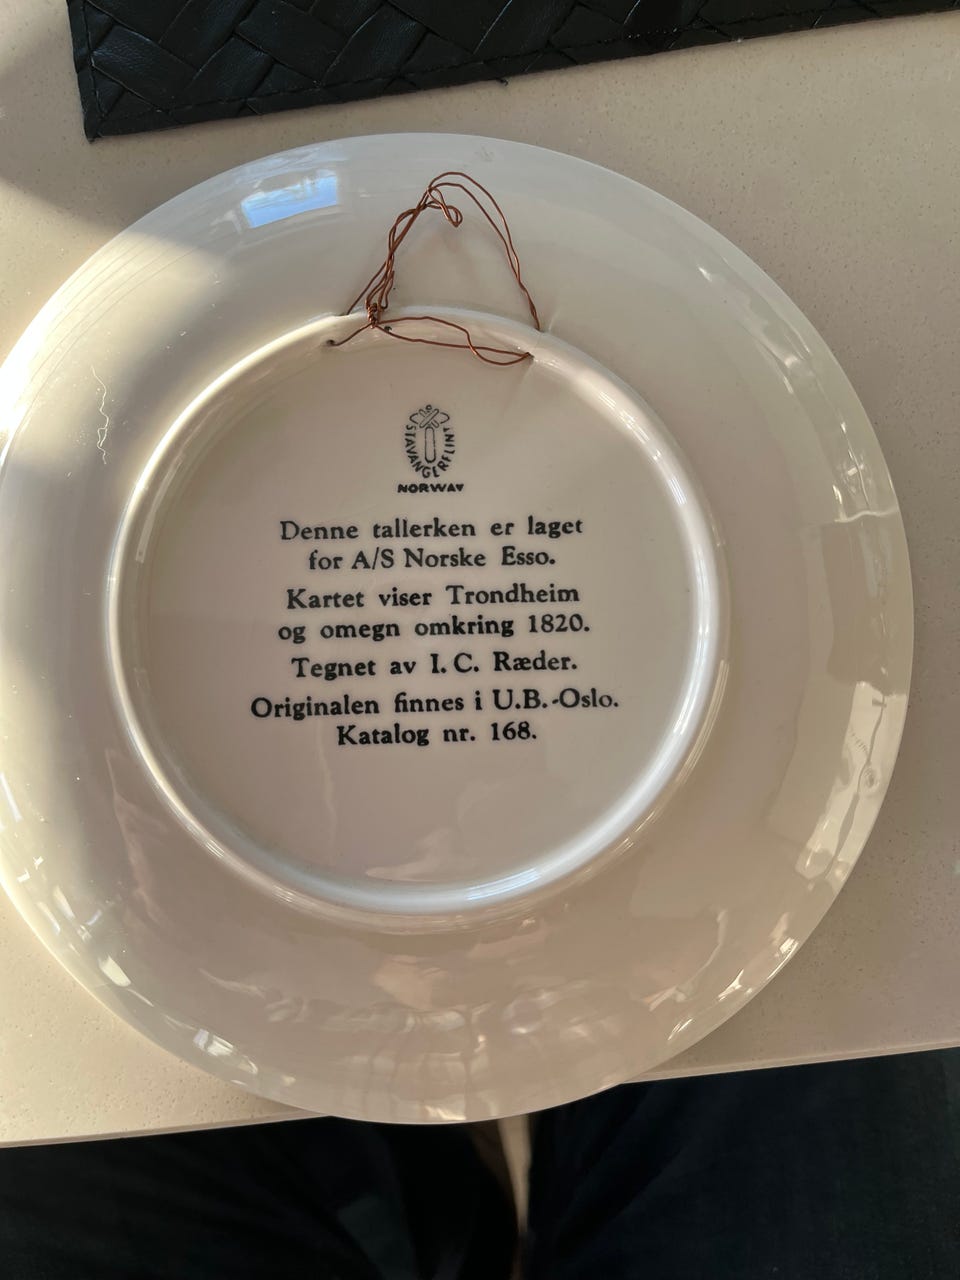 STAVANGERFLINT
NORWAY
Denne tallerken er laget
for A/S Norske Esso.
Kartet viser Trondheim
og omegn omkring 1820.
Tegnet av I. C. Ræder.
Originalen finnes i U.B.-Oslo.
Katalog nr. 168.